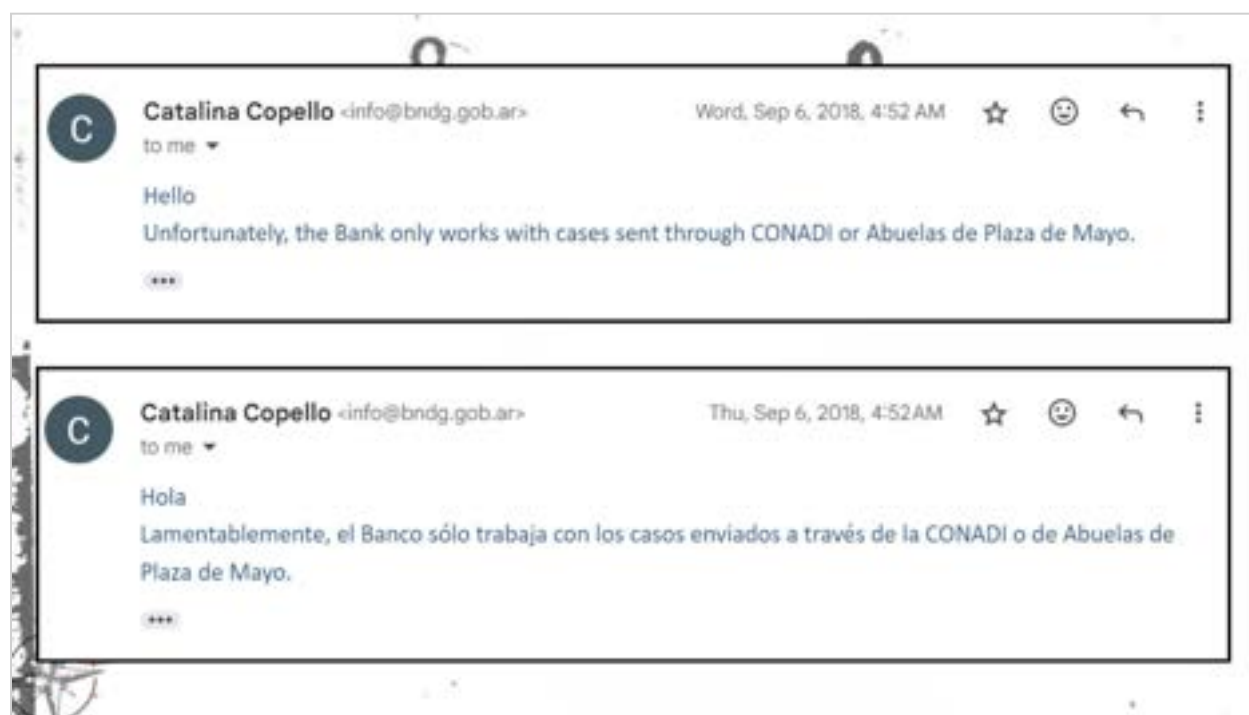 C
Catalina Copello <info@bndg.gob.ar>
Word, Sep 6, 2018, 4:52 AM
to me
Hello
Unfortunately, the Bank only works with cases sent through CONADI or Abuelas de Plaza de Mayo.
C
Catalina Copello <info@bndg.gob.ar>
Thu, Sep 6, 2018, 4:52AM
to me
Hola
Lamentablemente, el Banco sólo trabaja con los casos enviados a través de la CONADI o de Abuelas de
Plaza de Mayo.